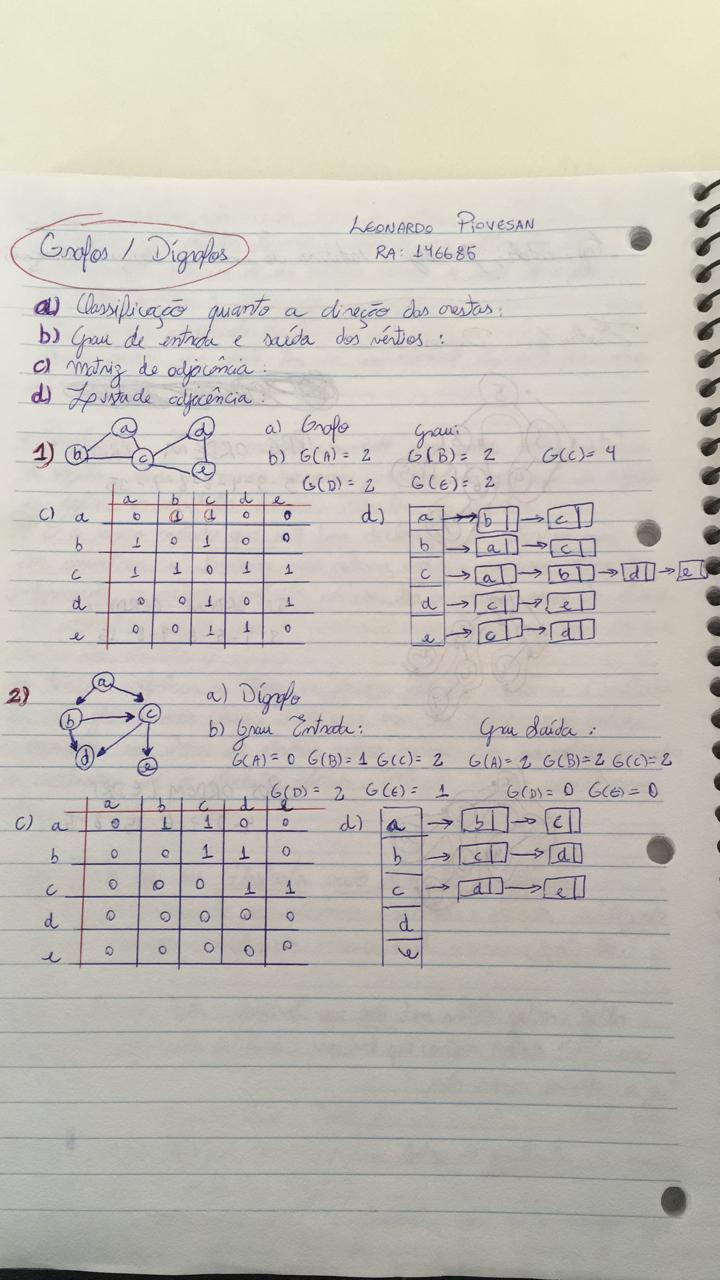 LEONARDO PIOVESAN
Grafos / Dígrafos
RA: 146685
a) Classificação quanto a direção das arestas:
b) Grau de entrada e saída dos vértios :
c) Matriz de adjacência :
d) Lista de adjacência :
1)
a d
b c
e
a) Grafo Grau:
b) G(A) = 2 G(B) = 2 G(C) = 4
G(D) = 2 G(E) = 2
c) a b c d e
a 0 1 1 0 0
b 1 0 1 0 0
c 1 1 0 1 1
d 0 0 1 0 1
e 0 0 1 1 0
d) a → b → c
b → a → c
c → a → b → d → e
d → c → e
e → c → d
2)
a
b c
d e
a) Dígrafo
b) Grau Entrada: Grau Saída :
G(A) = 0 G(B) = 1 G(C) = 2 G(A) = 2 G(B) = 2 G(C) = 2
G(D) = 2 G(E) = 1 G(D) = 0 G(E) = 0
c) a b c d e
a 0 1 1 0 0
b 0 0 1 1 0
c 0 0 0 1 1
d 0 0 0 0 0
e 0 0 0 0 0
d) a → b → c
b → c → d
c → d → e
d
e